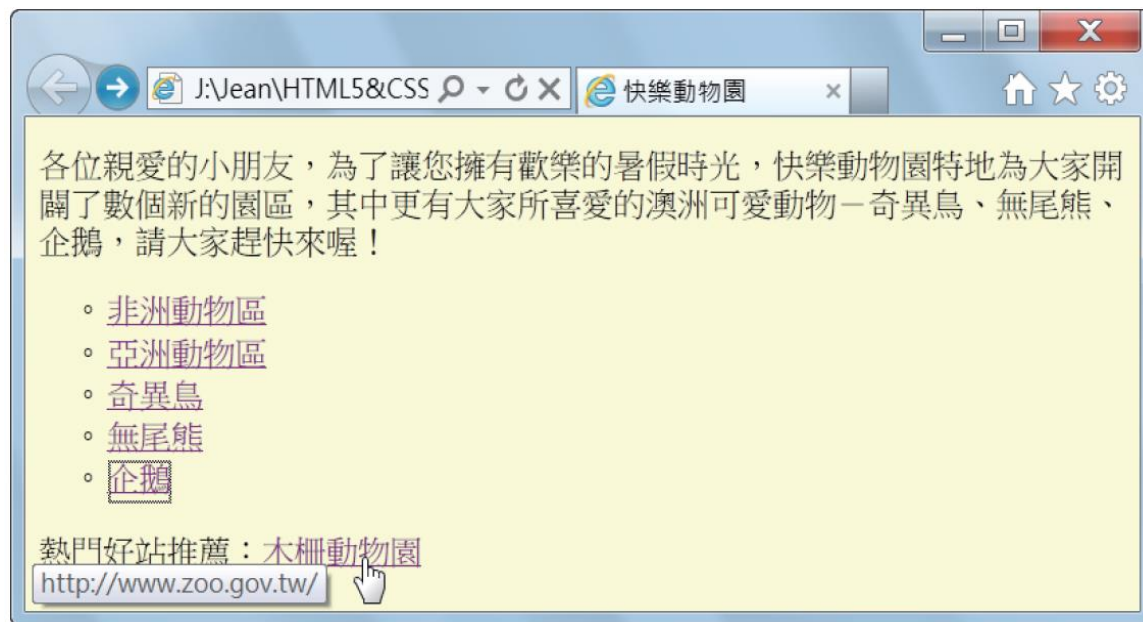 J:\Jean\HTML5&CSS
快樂動物園
各位親愛的小朋友，為了讓您擁有歡樂的暑假時光，快樂動物園特地為大家開
闢了數個新的園區，其中更有大家所喜愛的澳洲可愛動物－奇異鳥、無尾熊、
企鵝，請大家趕快來喔！
非洲動物區
亞洲動物區
奇異鳥
無尾熊
企鵝
熱門好站推薦：木柵動物園
http://www.zoo.gov.tw/